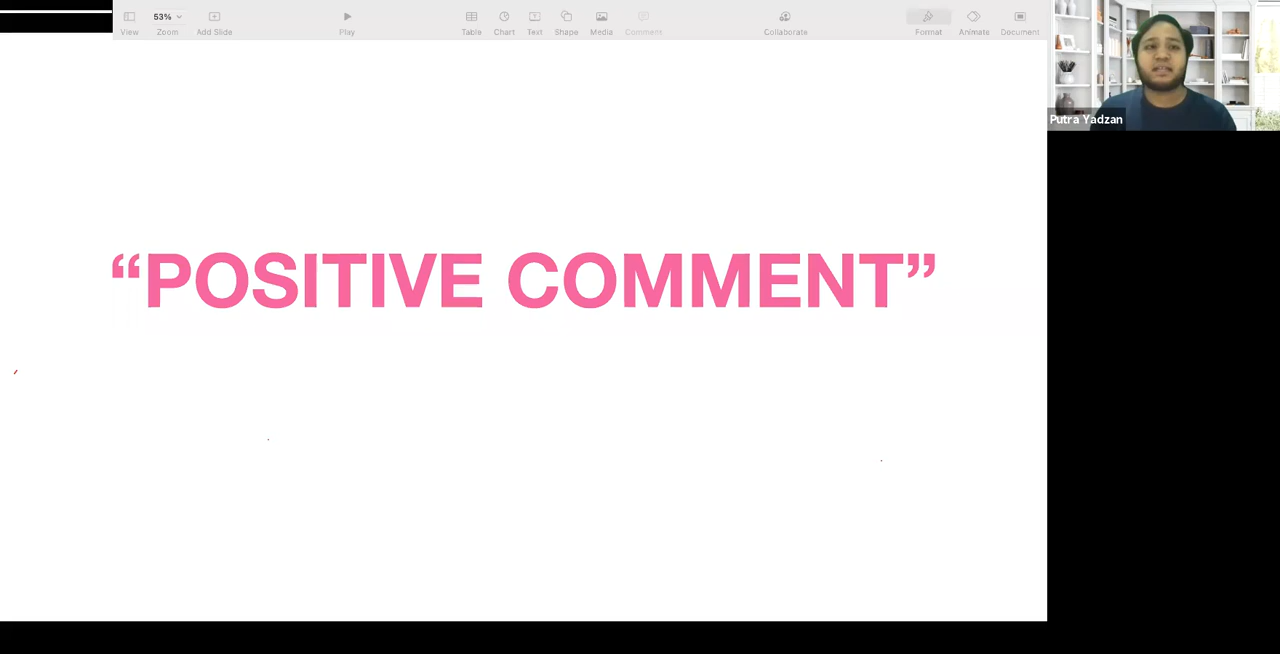 53%
View Zoom Add Slide Play Table Chart Text Shape Media Comment Collaborate Format Animate Document
Putra Yadzan
“POSITIVE COMMENT”